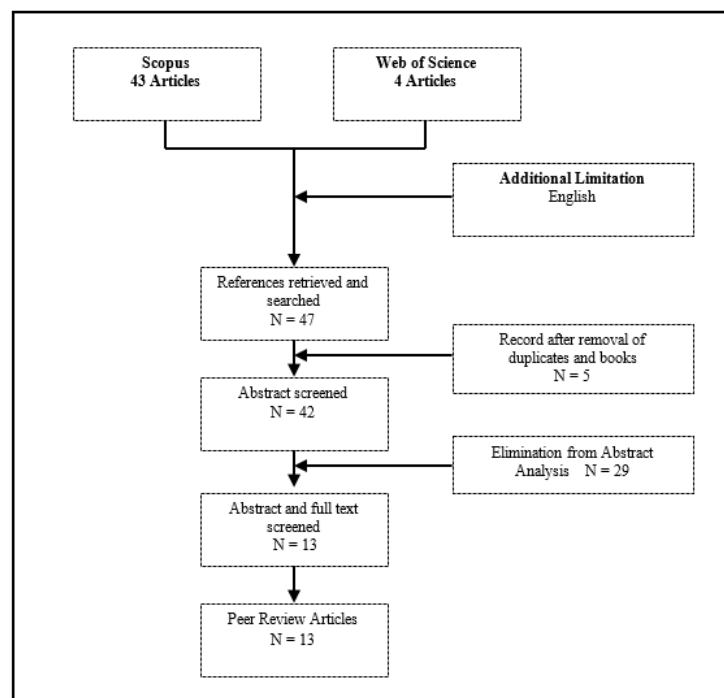 Scopus
43 Articles
Web of Science
4 Articles
Additional Limitation
English
References retrieved and
searched
N = 47
Record after removal of
duplicates and books
N = 5
Abstract screened
N = 42
Elimination from Abstract
Analysis N = 29
Abstract and full text
screened
N = 13
Peer Review Articles
N = 13